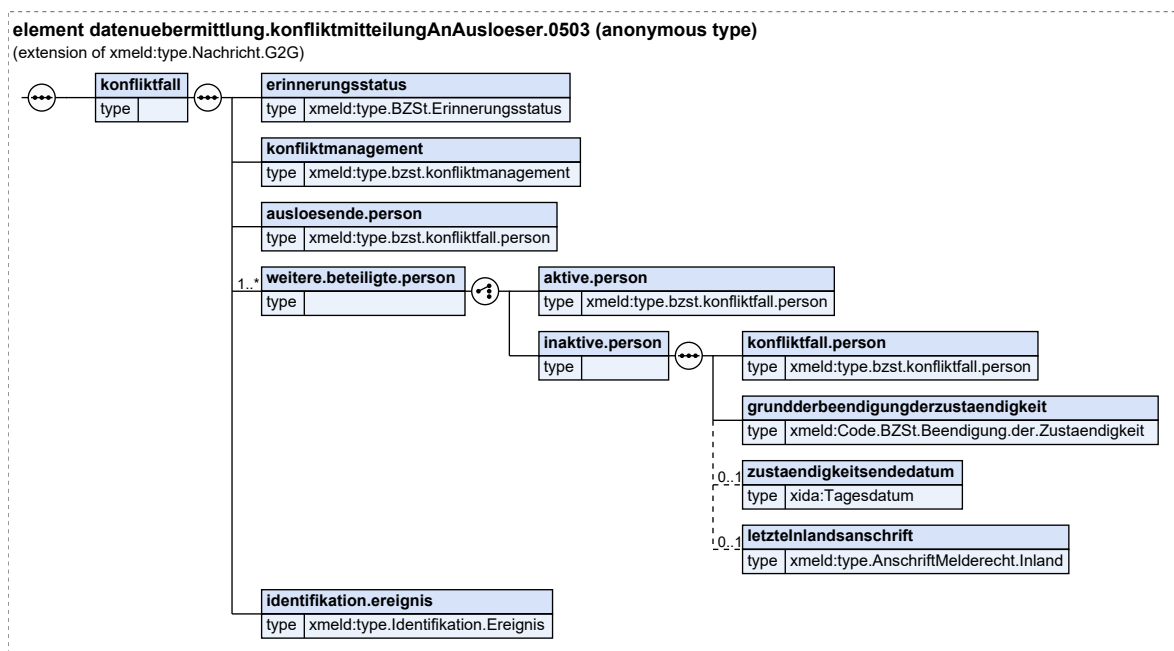 element datenuebermittlung.konfliktmitteilungAnAusloeser.0503 (anonymous type)
(extension of xmeld:type.Nachricht.G2G)
konfliktfall
type
erinnerungsstatus
type xmeld:type.BZSt.Erinnerungsstatus
konfliktmanagement
type xmeld:type.bzst.konfliktmanagement
ausloesende.person
type xmeld:type.bzst.konfliktfall.person
1..*
weitere.beteiligte.person
type
aktive.person
type xmeld:type.bzst.konfliktfall.person
inaktive.person
type
konfliktfall.person
type xmeld:type.bzst.konfliktfall.person
grundderbeendigungderzustaendigkeit
type xmeld:Code.BZSt.Beendigung.der.Zustaendigkeit
0..1
zustaendigkeitsendedatum
type xida:Tagesdatum
0..1
letzteInlandsanschrift
type xmeld:type.AnschriftMelderecht.Inland
identifikation.ereignis
type xmeld:type.Identifikation.Ereignis